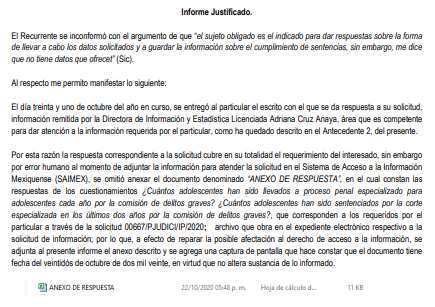 Informe Justificado.
El Recurrente se inconformó con el argumento de que "el sujeto obligado es el indicado para dar respuestas sobre la forma
de llevar a cabo los datos solicitados y a guardar la información sobre el cumplimiento de sentencias, sin embargo, me dice
que no tiene datos que ofrecet" (Sic).
Al respecto me permito manifestar lo siguiente:
El día treinta y uno de octubre del año en curso, se entregó al particular el escrito con el que se da respuesta a su solicitud,
información remitida por la Directora de Información y Estadística Licenciada Adriana Cruz Anaya, área que es competente
para dar atención a la información requerida por el particular, como ha quedado descrito en el Antecedente 2, del presente.
Por esta razón la respuesta correspondiente a la solicitud cubre en su totalidad el requerimiento del interesado, sin embargo
por error humano al momento de adjuntar la información para atender la solicitud en el Sistema de Acceso a la Información
Mexiquense (SAIMEX), se omitió anexar el documento denominado "ANEXO DE RESPUESTA", en el cual constan las
respuestas de los cuestionamientos ¿Cuántos adolescentes han sido llevados a proceso penal especializado para
adolescentes cada año por la comisión de delitos graves? ¿Cuántos adolescentes han sido sentenciados por la corte
especializada en los últimos dos años por la comisión de delitos graves?, que corresponden a los requeridos por el
particular a través de la solicitud 00667/PJUDICI/IP/2020; archivo que obra en el expediente electrónico respectivo a la
solicitud de información; por lo que, a efecto de reparar la posible afectación al derecho de acceso a la información, se
adjunta al presente informe el anexo descrito y se agrega una captura de pantalla que hace constar que el documento tiene
fecha del veintidós de octubre de dos mil veinte, en virtud que no altera sustancia de lo informado.
ANEXO DE RESPUESTA 22/10/2020 05:48 p. m. Hoja de cálculo d... 11 KB